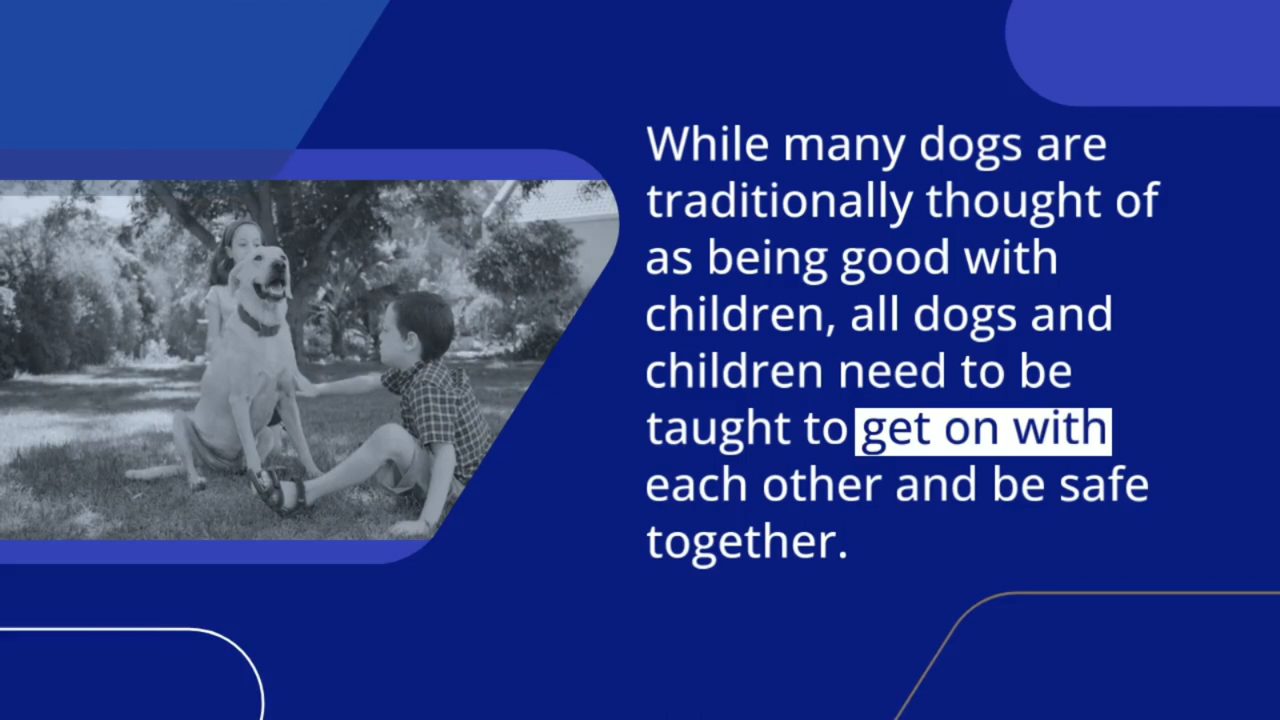 While many dogs are
traditionally thought of
as being good with
children, all dogs and
children need to be
taught to get on with
each other and be safe
together.